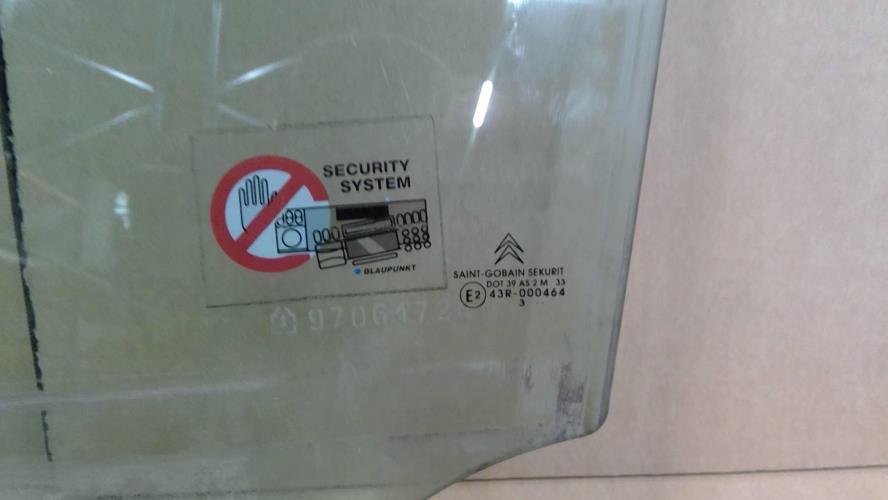 SECURITY
SYSTEM
BLAUPUNKT
SAINT-GOBAIN SEKURIT
DOT 39 AS 2 M 33
E2 43R-000464
3 ..